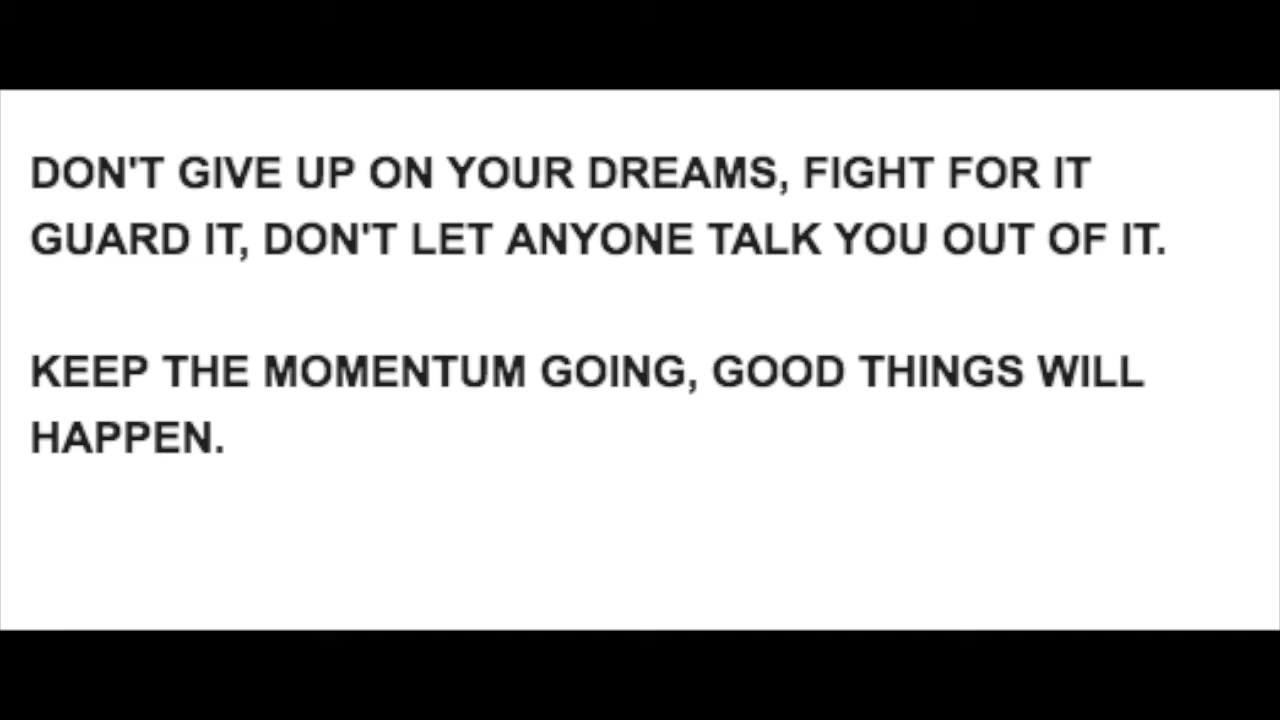 DON'T GIVE UP ON YOUR DREAMS, FIGHT FOR IT
GUARD IT, DON'T LET ANYONE TALK YOU OUT OF IT.
KEEP THE MOMENTUM GOING, GOOD THINGS WILL
HAPPEN.